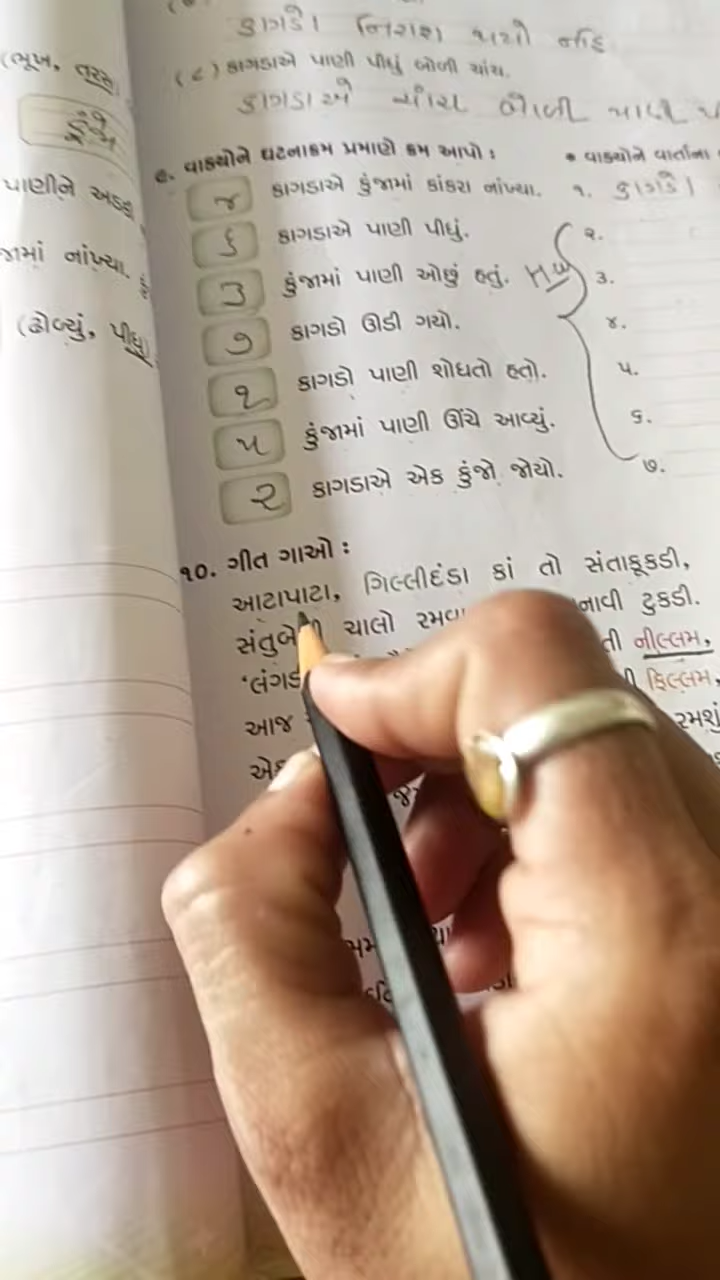 કાગડો નિરાશ થયો નહિ
(૮) કાગડાએ પાણી પીધું બોળી ચાંચ.
કાગડાએ ચાંચ બોળી પાણી
(ભૂખ, તરસ)
પાણીને
નાંખ્યા.
(ઢોળ્યું, પીધું)
૯. વાક્યોને ઘટનાક્રમ પ્રમાણે ક્રમ આપો :
૪ કાગડાએ કુંજામાં કાંકરા નાંખ્યા.
૬ કાગડાએ પાણી પીધું.
૩ કુંજામાં પાણી ઓછું હતું.
૭ કાગડો ઊડી ગયો.
૧ કાગડો પાણી શોધતો હતો.
૫ કુંજામાં પાણી ઊંચે આવ્યું.
૨ કાગડાએ એક કુંજો જોયો.
• વાક્યોને વાર્તાના
૧. કાગડો
૨.
૩.
૪.
૫.
૬.
૭.
H.W
૧૦. ગીત ગાઓ :
આટાપાટા, ગિલ્લીદંડા કાં તો સંતાકૂકડી,
ચાલો ટુકડી.
નીલ્લમ,
ફિલ્લમ,
આજ રમશું